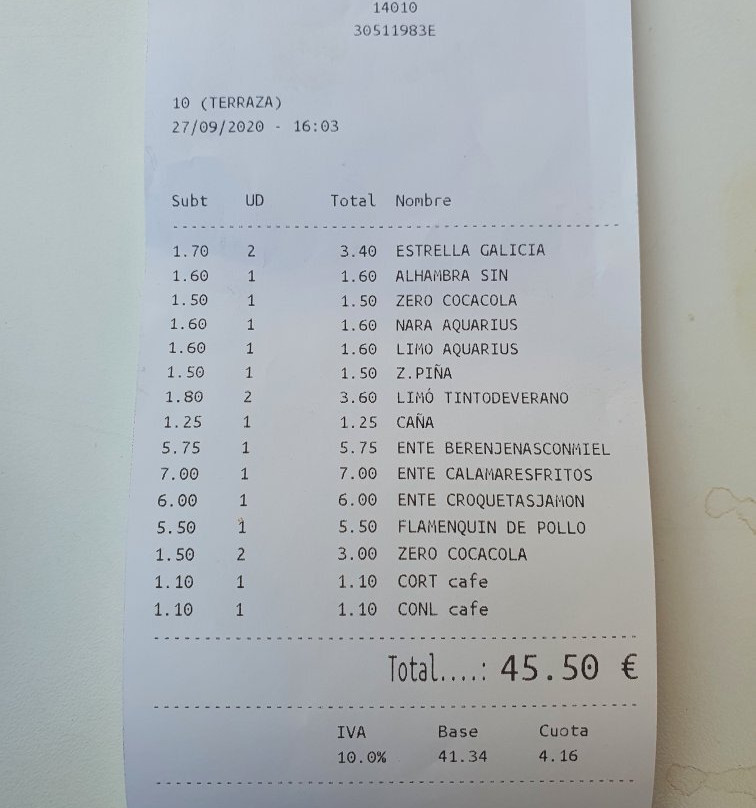 14010
30511983E
10 (TERRAZA)
27/09/2020 - 16:03
Subt UD Total Nombre
1.70 2 3.40 ESTRELLA GALICIA
1.60 1 1.60 ALHAMBRA SIN
1.50 1 1.50 ZERO COCACOLA
1.60 1 1.60 NARA AQUARIUS
1.60 1 1.60 LIMO AQUARIUS
1.50 1 1.50 Z.PIÑA
1.80 2 3.60 LIMÓ TINTODEVERANO
1.25 1 1.25 CAÑA
5.75 1 5.75 ENTE BERENJENASCONMIEL
7.00 1 7.00 ENTE CALAMARESFRITOS
6.00 1 6.00 ENTE CROQUETASJAMON
5.50 1 5.50 FLAMENQUIN DE POLLO
1.50 2 3.00 ZERO COCACOLA
1.10 1 1.10 CORT cafe
1.10 1 1.10 CONL cafe
Total....: 45.50 €
IVA Base Cuota
10.0% 41.34 4.16